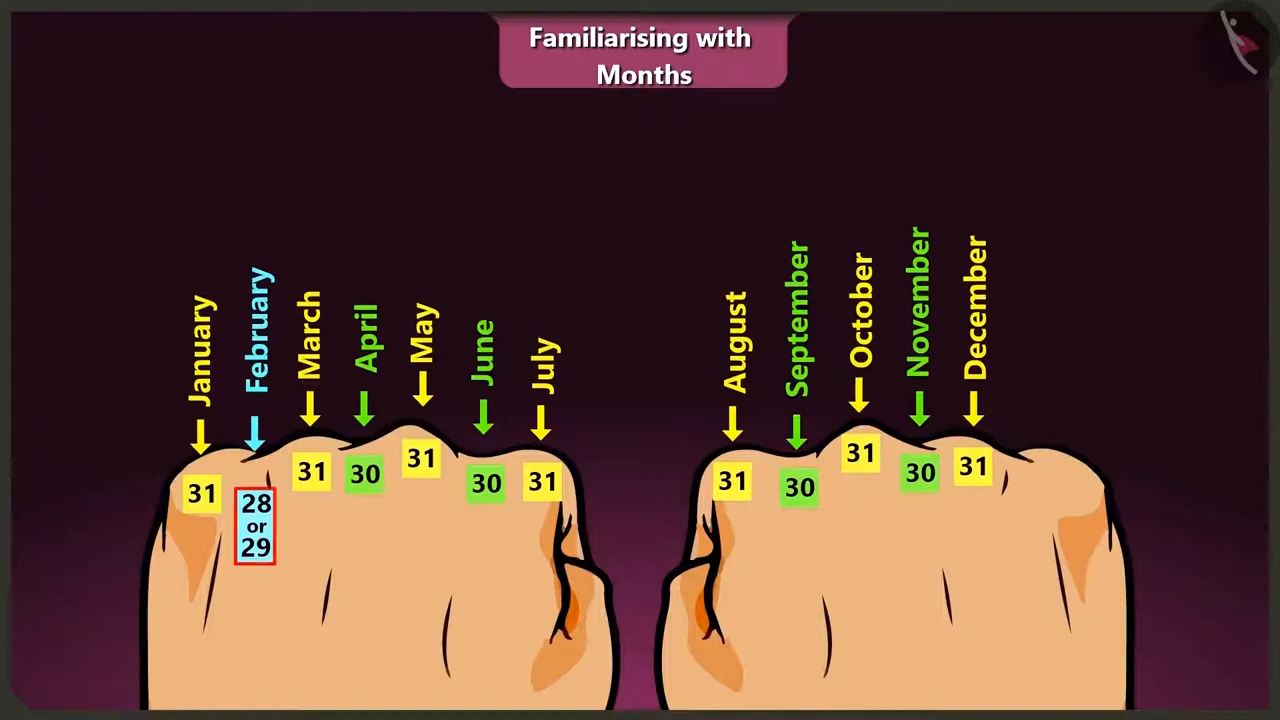 Familiarising with
Months
January
February
March
April
May
June
July
August
September
October
November
December
31
28
or
29
31
30
31
30
31
31
30
31
30
31